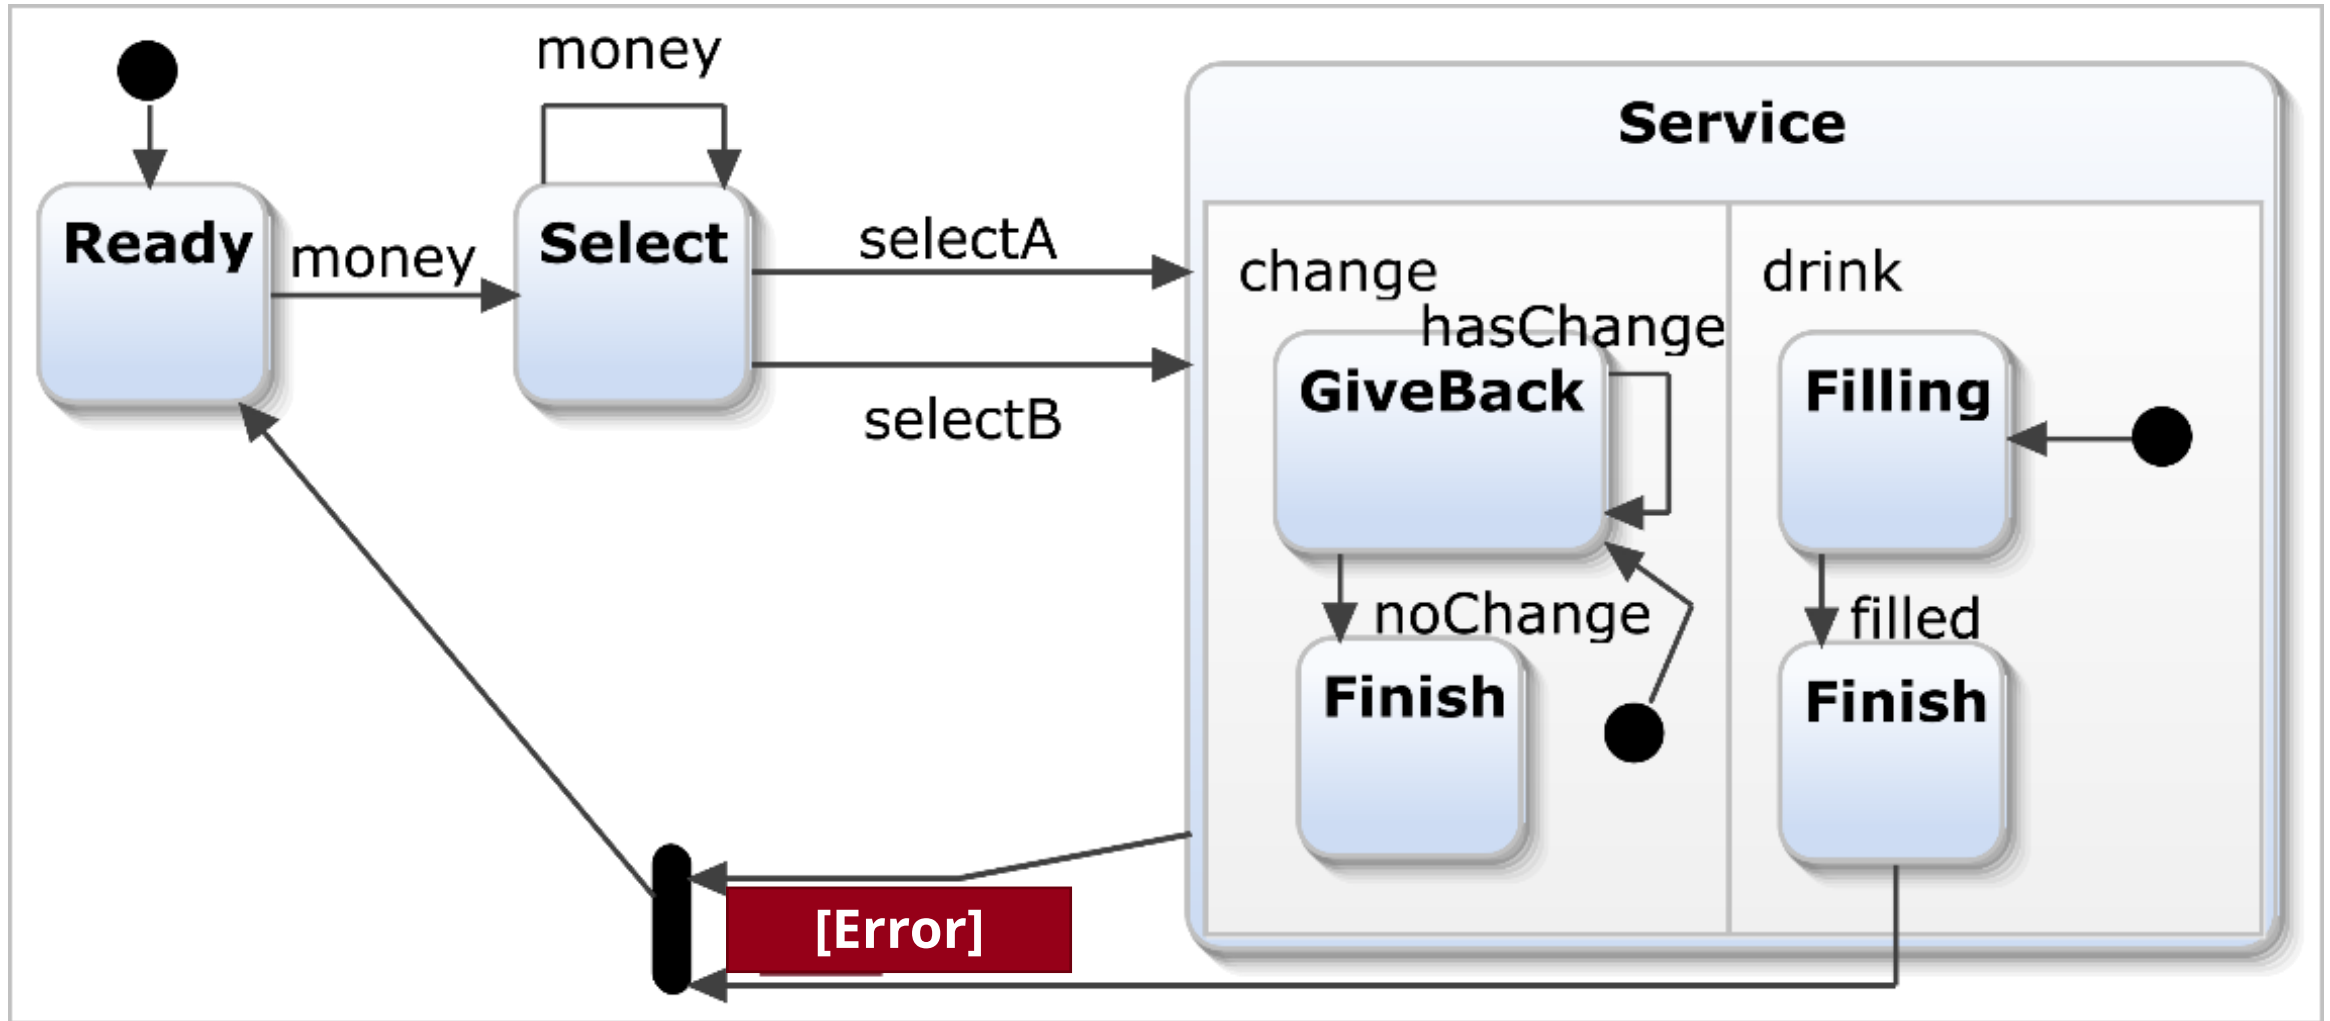 money
Service
Ready
money
Select
selectA
selectB
change
hasChange
GiveBack
noChange
Finish
drink
Filling
filled
Finish
[Error]